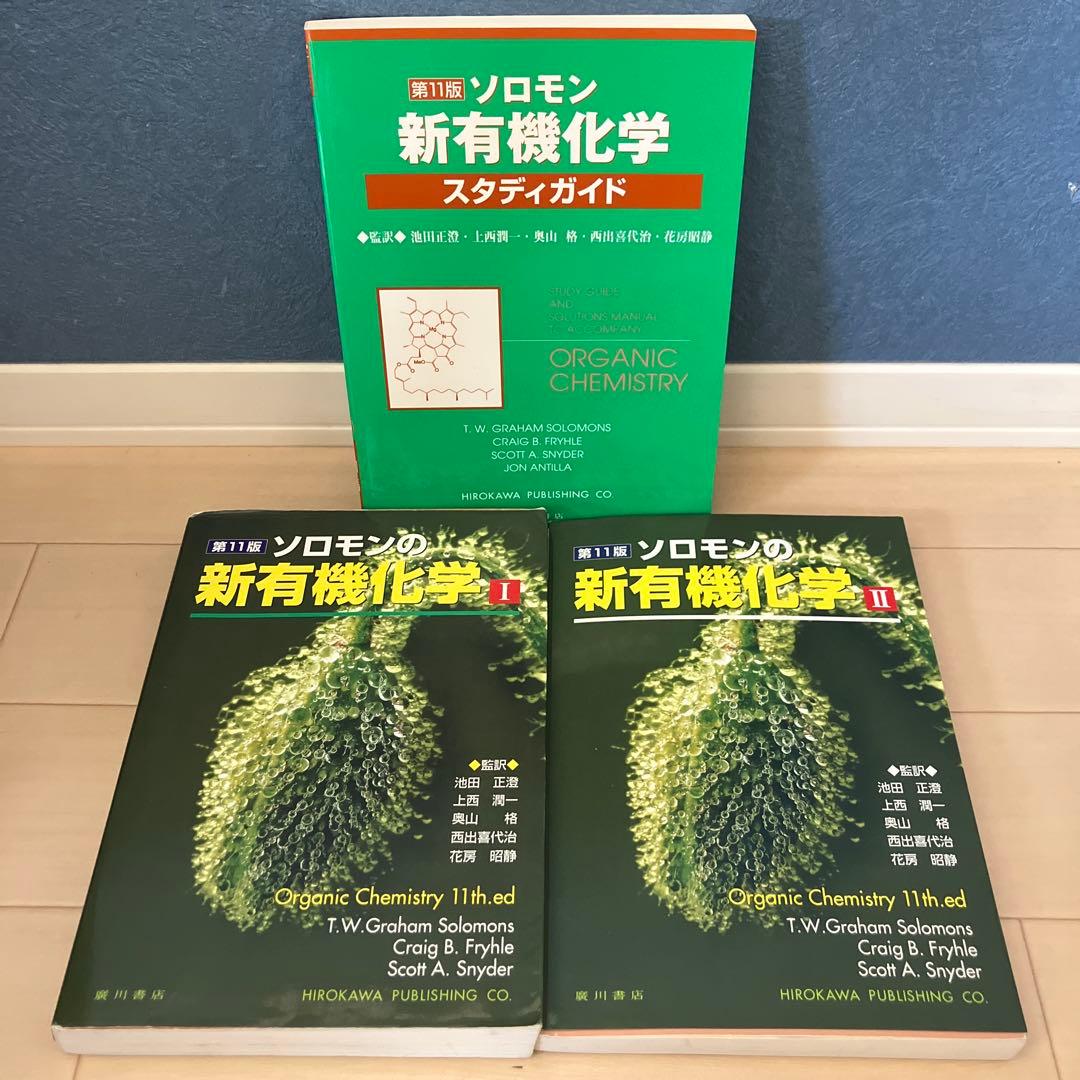 第11版 ソロモン
新有機化学
スタディガイド
◆監訳◆ 池田正澄・上西潤一・奥山 格・西出喜代治・花房昭静
STUDY GUIDE
AND
SOLUTIONS MANUAL
TO ACCOMPANY
ORGANIC
CHEMISTRY
T. W. GRAHAM SOLOMONS
CRAIG B. FRYHLE
SCOTT A. SNYDER
JON ANTILLA
HIROKAWA PUBLISHING CO.
書店
第11版 ソロモンの
新有機化学 I
◆監訳◆
池田 正澄
上西 潤一
奥山 格
西出喜代治
花房 昭静
Organic Chemistry 11th.ed
T.W.Graham Solomons
Craig B. Fryhle
Scott A. Snyder
廣川書店 HIROKAWA PUBLISHING CO.
第11版 ソロモンの
新有機化学 II
◆監訳◆
池田 正澄
上西 潤一
奥山 格
西出喜代治
花房 昭静
Organic Chemistry 11th.ed
T.W.Graham Solomons
Craig B. Fryhle
Scott A. Snyder
廣川書店 HIROKAWA PUBLISHING CO.